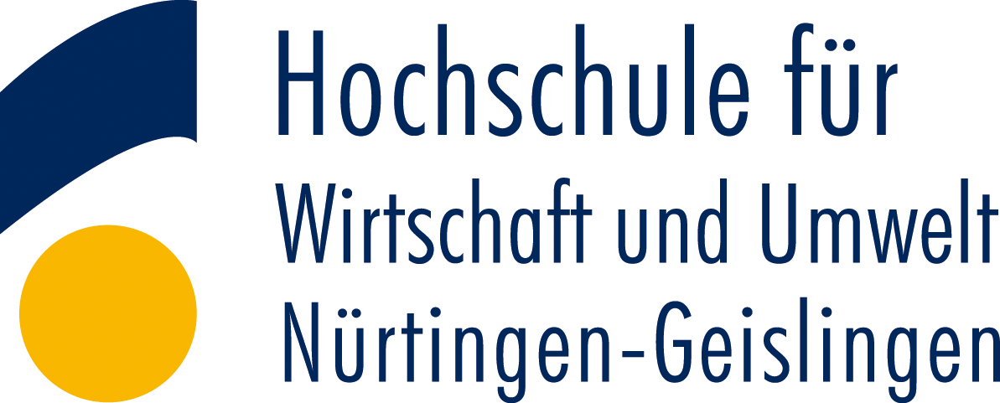 Hochschule für
Wirtschaft und Umwelt
Nürtingen-Geislingen